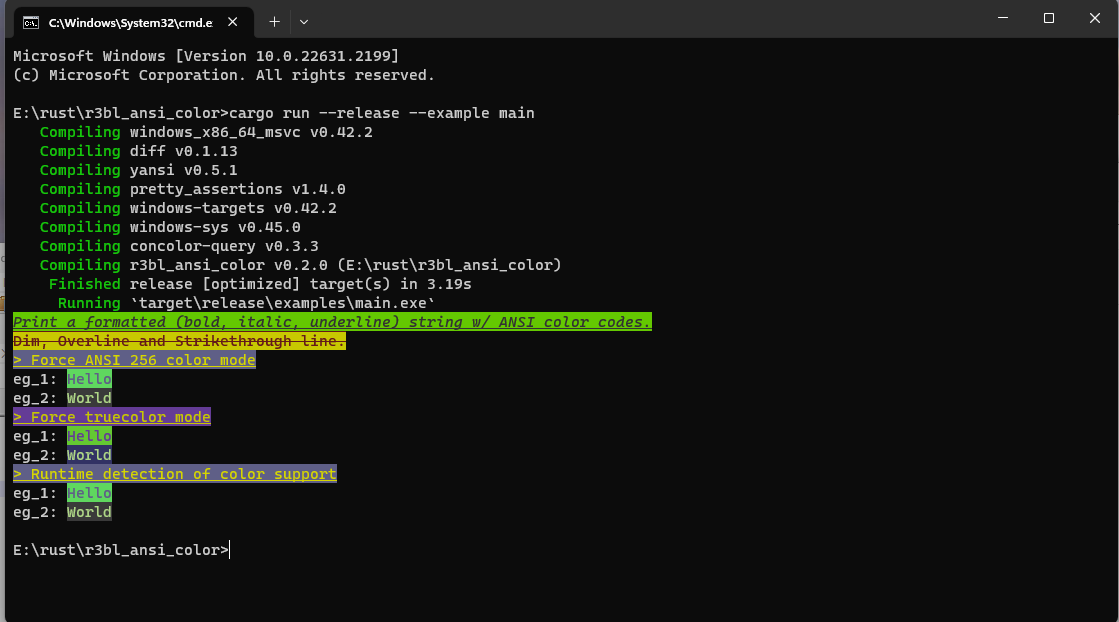 C:\Windows\System32\cmd.e
Microsoft Windows [Version 10.0.22631.2199]
(c) Microsoft Corporation. All rights reserved.
E:\rust\r3bl_ansi_color>cargo run --release --example main
Compiling windows_x86_64_msvc v0.42.2
Compiling diff v0.1.13
Compiling yansi v0.5.1
Compiling pretty_assertions v1.4.0
Compiling windows-targets v0.42.2
Compiling windows-sys v0.45.0
Compiling concolor-query v0.3.3
Compiling r3bl_ansi_color v0.2.0 (E:\rust\r3bl_ansi_color)
Finished release [optimized] target(s) in 3.19s
Running `target\release\examples\main.exe`
Print a formatted (bold, italic, underline) string w/ ANSI color codes.
Dim, Overline and Strikethrough line.
> Force ANSI 256 color mode
eg_1: Hello
eg_2: World
> Force truecolor mode
eg_1: Hello
eg_2: World
> Runtime detection of color support
eg_1: Hello
eg_2: World
E:\rust\r3bl_ansi_color>